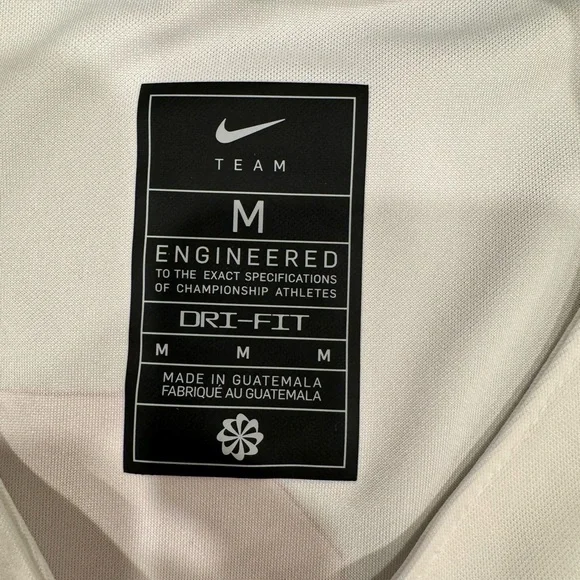 TEAM
M
ENGINEERED
TO THE EXACT SPECIFICATIONS
OF CHAMPIONSHIP ATHLETES
DRI-FIT
M M M
MADE IN GUATEMALA
FABRIQUÉ AU GUATEMALA